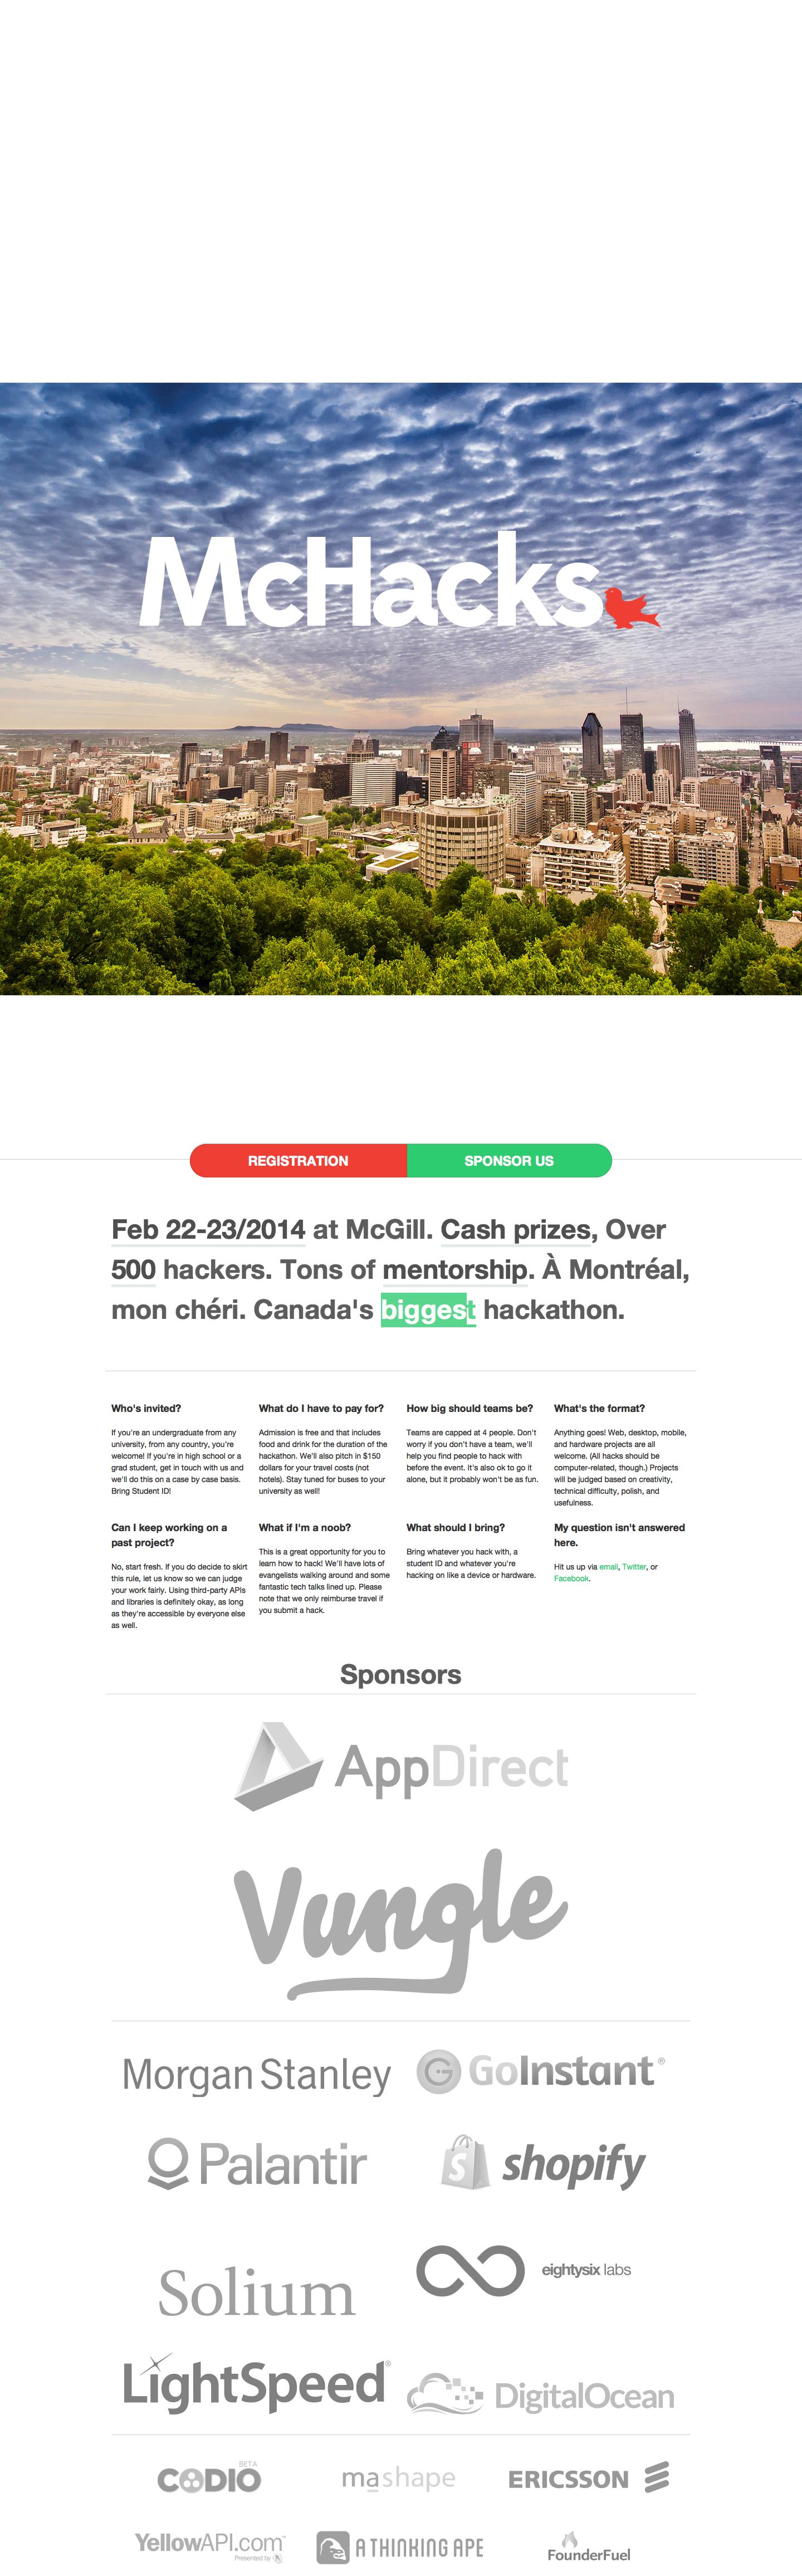 McHacks
REGISTRATION
SPONSOR US
Feb 22-23/2014 at McGill. Cash prizes, Over
500 hackers. Tons of mentorship. À Montréal,
mon chéri. Canada's biggest hackathon.
Who's invited?
If you're an undergraduate from any
university, from any country, you're
welcome! If you're in high school or a
grad student, get in touch with us and
we'll do this on a case by case basis.
Bring Student ID!
What do I have to pay for?
Admission is free and that includes
food and drink for the duration of the
hackathon. We'll also pitch in $150
dollars for your travel costs (not
hotels). Stay tuned for buses to your
university as well!
How big should teams be?
Teams are capped at 4 people. Don't
worry if you don't have a team, we'll
help you find people to hack with
before the event. It's also ok to go it
alone, but it probably won't be as fun.
What's the format?
Anything goes! Web, desktop, mobile,
and hardware projects are all
welcome. (All hacks should be
computer-related, though.) Projects
will be judged based on creativity,
technical difficulty, polish, and
usefulness.
Can I keep working on a
past project?
No, start fresh. If you do decide to skirt
this rule, let us know so we can judge
your work fairly. Using third-party APIs
and libraries is definitely okay, as long
as they're accessible by everyone else
as well.
What if I'm a noob?
This is a great opportunity for you to
learn how to hack! We'll have lots of
evangelists walking around and some
fantastic tech talks lined up. Please
note that we only reimburse travel if
you submit a hack.
What should I bring?
Bring whatever you hack with, a
student ID and whatever you're
hacking on like a device or hardware.
My question isn't answered
here.
Hit us up via email, Twitter, or
Facebook.
Sponsors
AppDirect
Vungle
Morgan Stanley
GoInstant®
Palantir
shopify
Solium
eightysix labs
LightSpeed®
DigitalOcean
CODIO BETA
mashape
ERICSSON
YellowAPI.com™
Presented by
A THINKING APE
FounderFuel